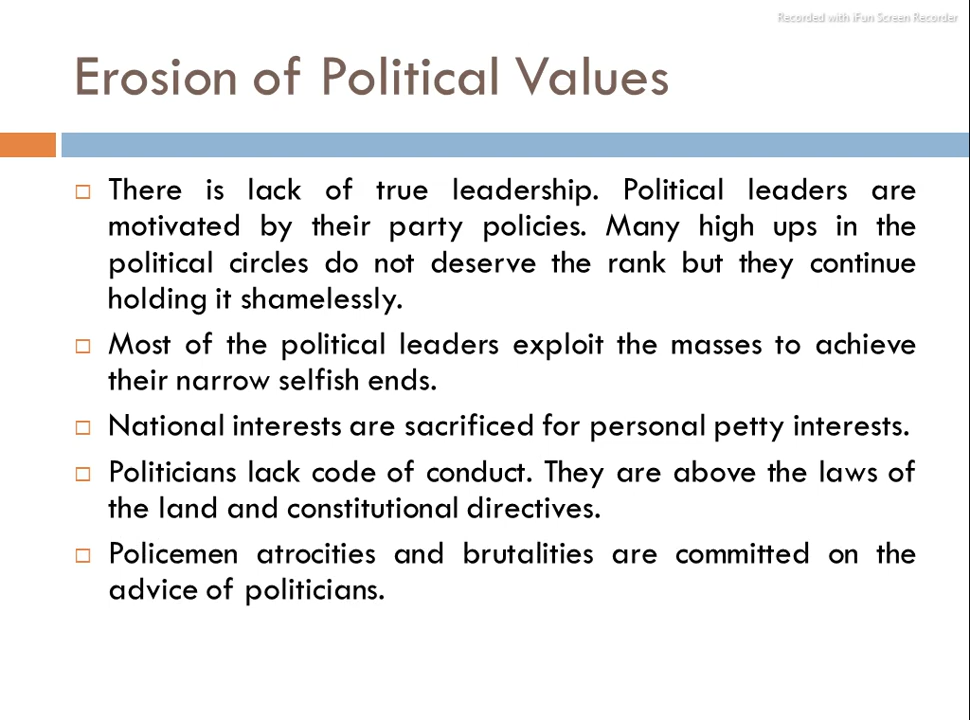 Recorded with iFun Screen Recorder
Erosion of Political Values
There is lack of true leadership. Political leaders are
motivated by their party policies. Many high ups in the
political circles do not deserve the rank but they continue
holding it shamelessly.
Most of the political leaders exploit the masses to achieve
their narrow selfish ends.
National interests are sacrificed for personal petty interests.
Politicians lack code of conduct. They are above the laws of
the land and constitutional directives.
Policemen atrocities and brutalities are committed on the
advice of politicians.